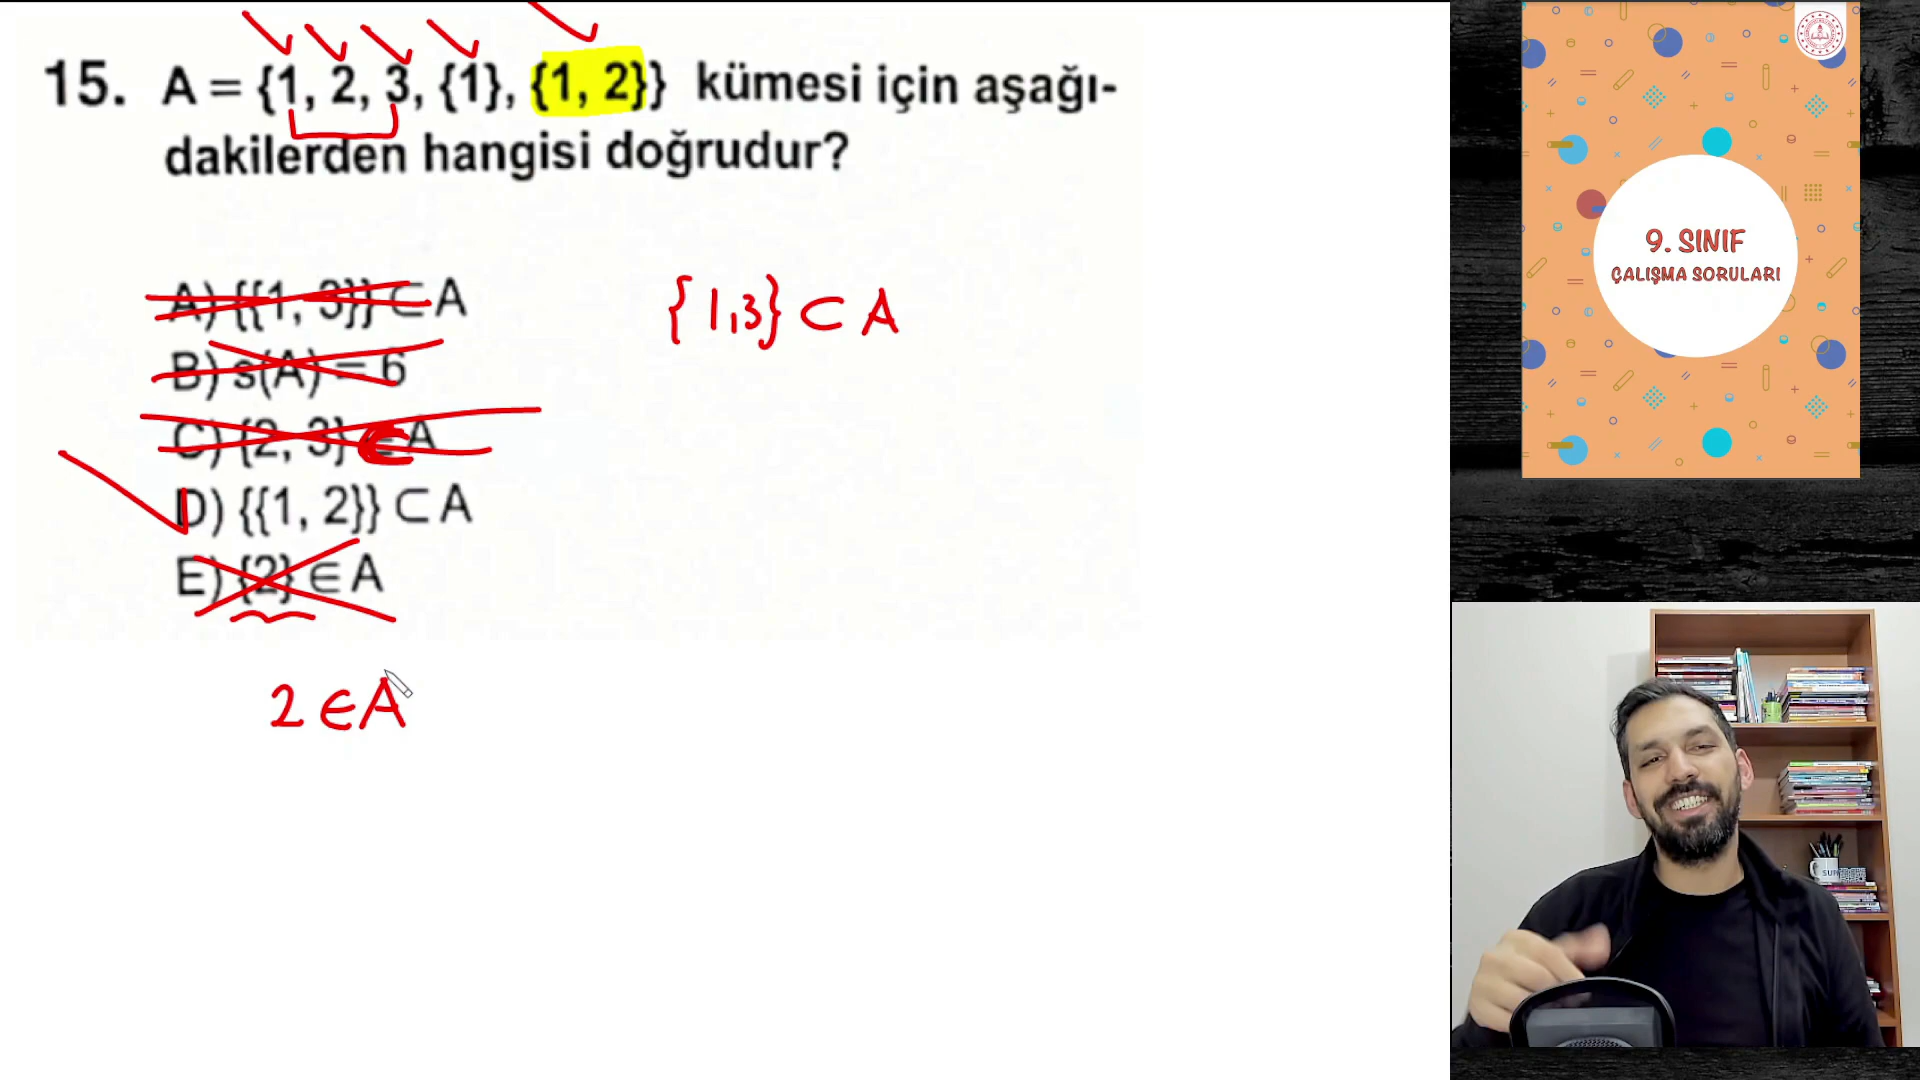 15. A = {1, 2, 3, {1}, {1, 2}} kümesi için aşağı-
dakilerden hangisi doğrudur?
A) {{1, 3}} ⊂ A
{1,3} ⊂ A
B) s(A) = 6
C) {2, 3} ∈ A
D) {{1, 2}} ⊂ A
E) {2} ∈ A
2 ∈ A
9. SINIF
ÇALIŞMA SORULARI